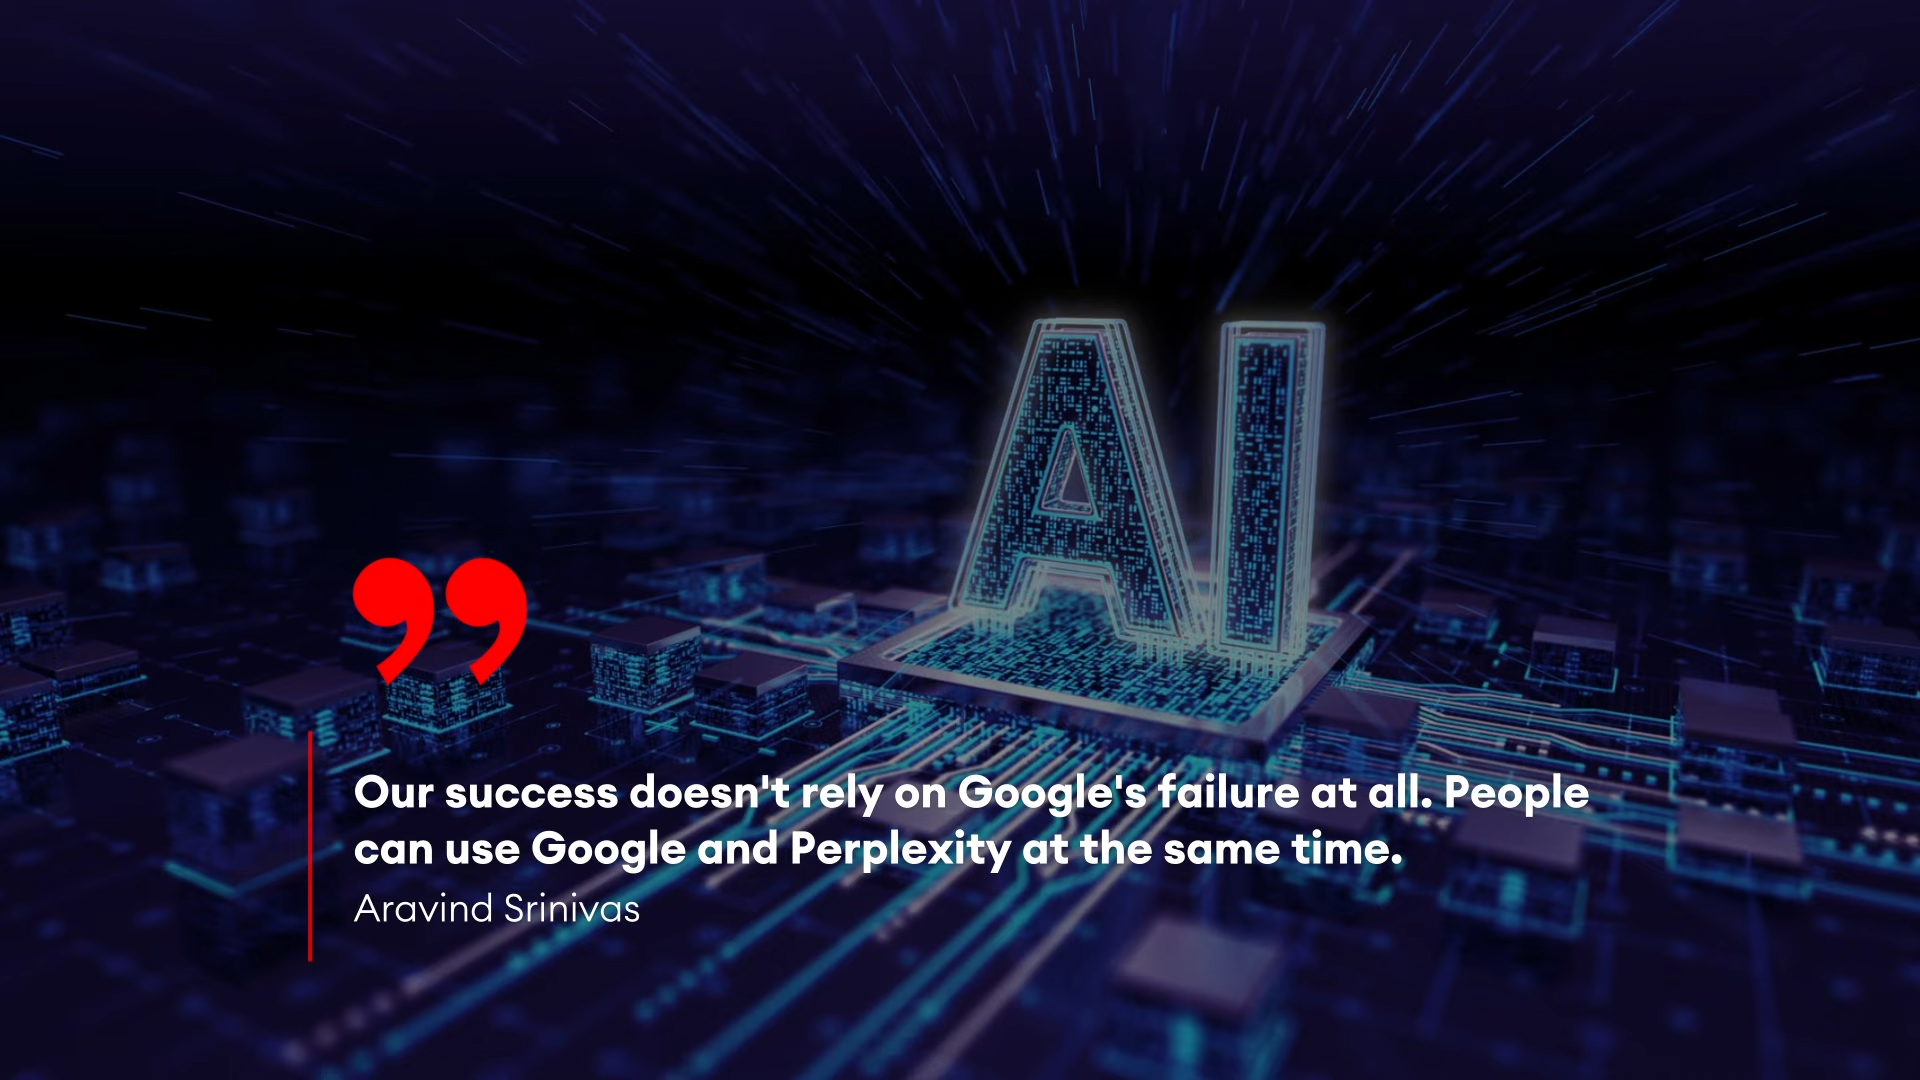 AI
Our success doesn't rely on Google's failure at all. People
can use Google and Perplexity at the same time.
Aravind Srinivas